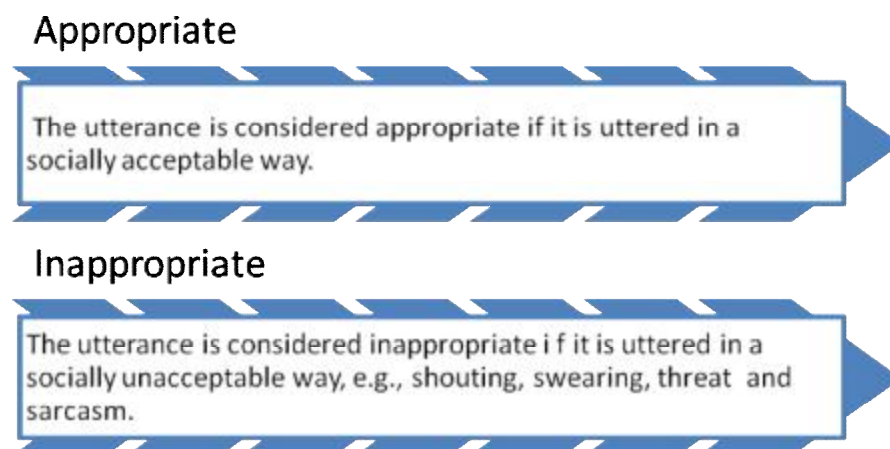 Appropriate
The utterance is considered appropriate if it is uttered in a
socially acceptable way.
Inappropriate
The utterance is considered inappropriate i f it is uttered in a
socially unacceptable way, e.g., shouting, swearing, threat and
sarcasm.